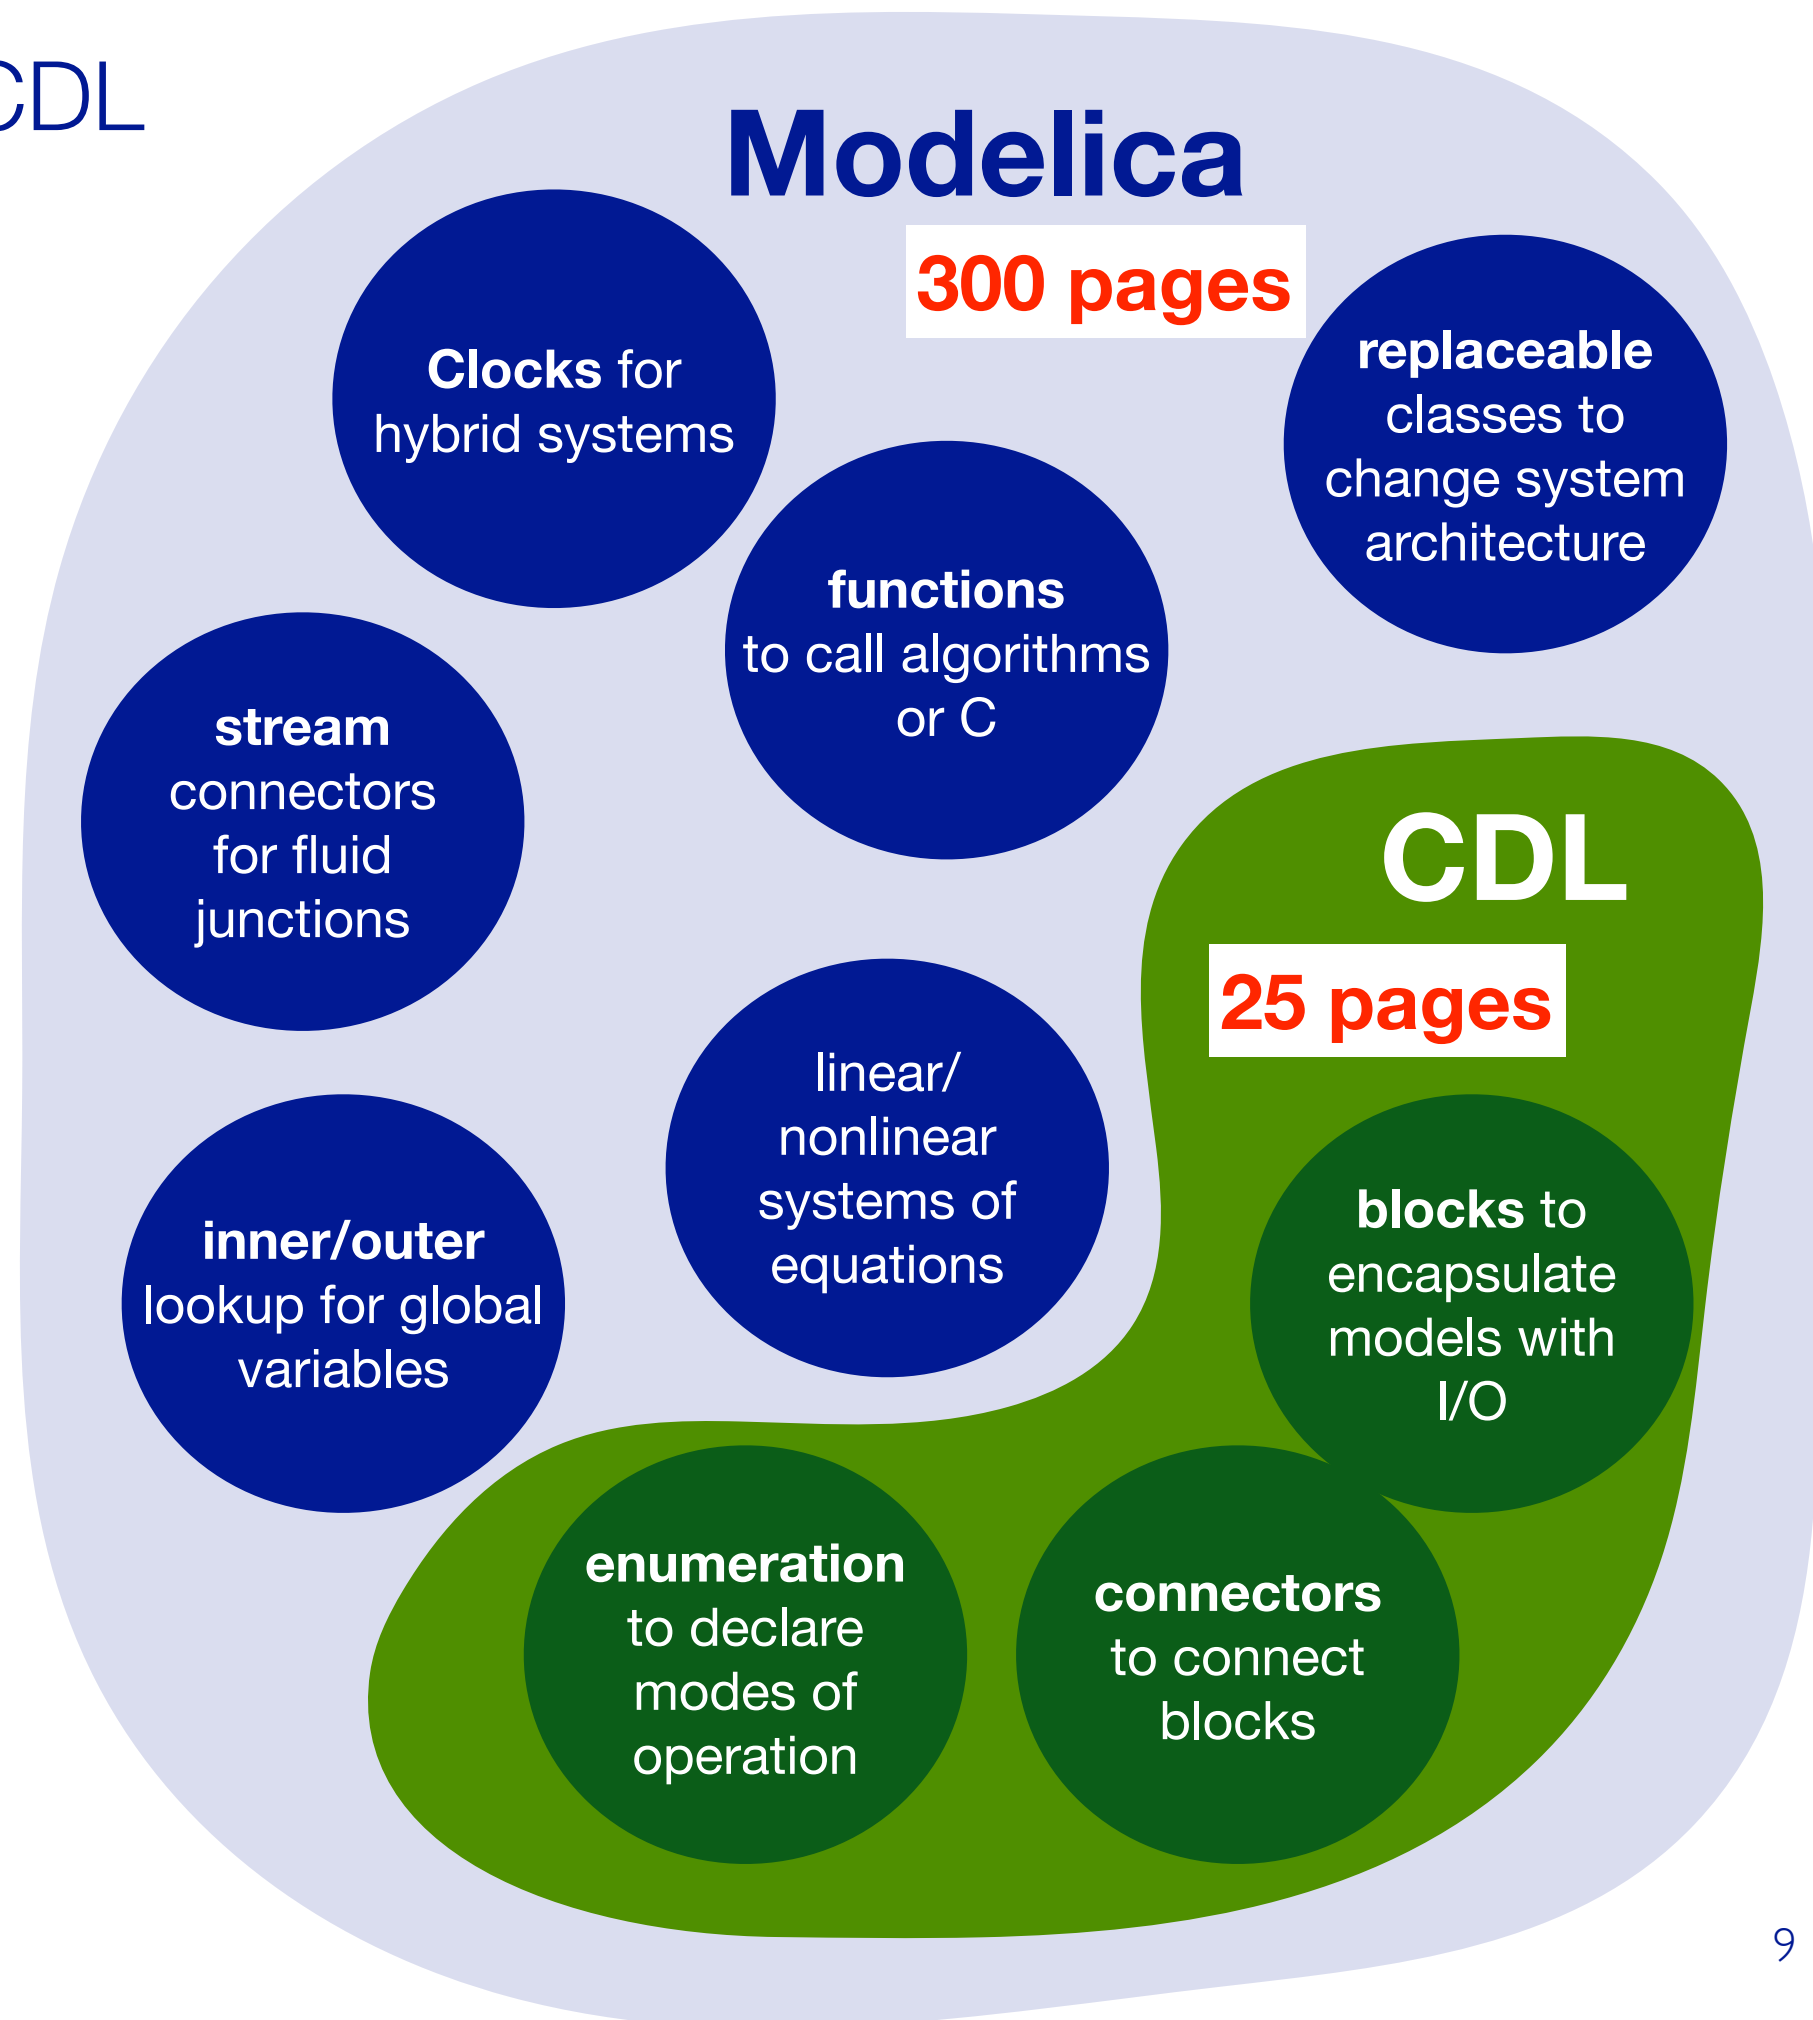 CDL
Modelica
300 pages
Clocks for
hybrid systems
replaceable
classes to
change system
architecture
functions
to call algorithms
or C
stream
connectors
for fluid
junctions
CDL
25 pages
linear/
nonlinear
systems of
equations
inner/outer
lookup for global
variables
blocks to
encapsulate
models with
I/O
enumeration
to declare
modes of
operation
connectors
to connect
blocks
9